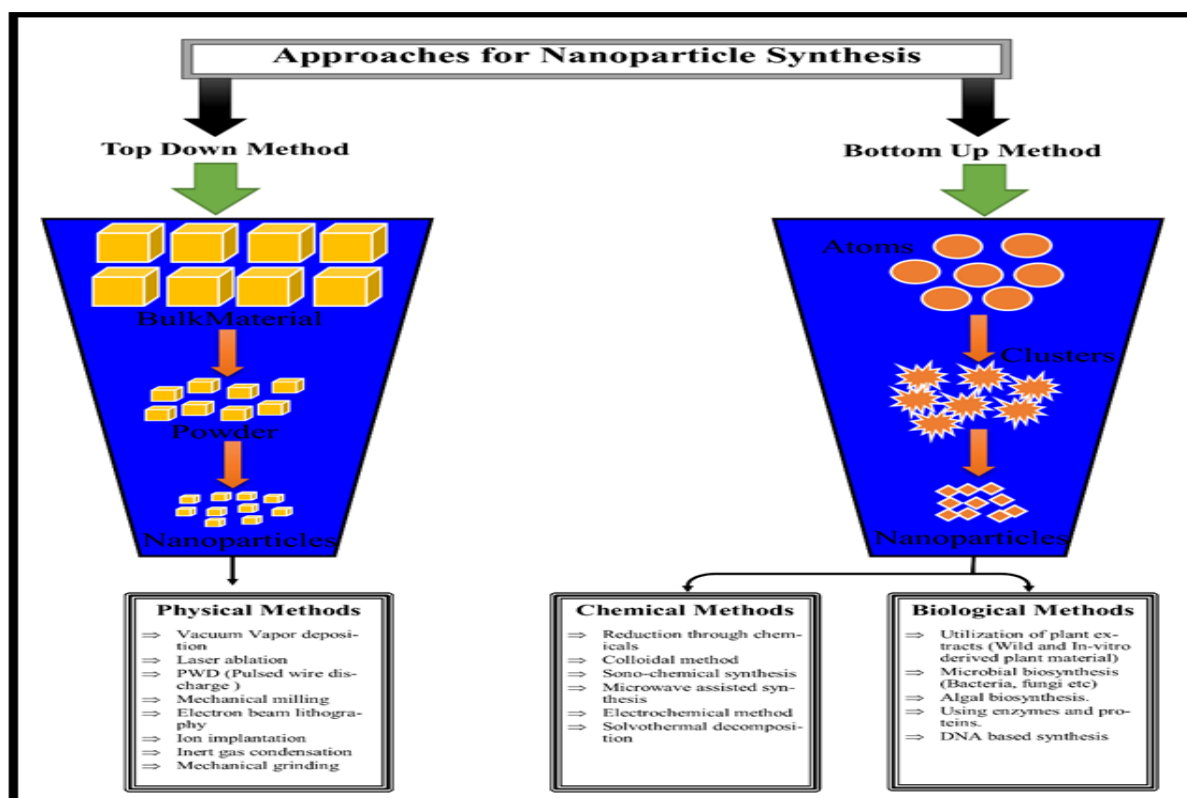 Approaches for Nanoparticle Synthesis
Top Down Method
BulkMaterial
Powder
Nanoparticles
Bottom Up Method
Atoms
Clusters
Nanoparticles
Physical Methods
⇒ Vacuum Vapor deposi-
tion
⇒ Laser ablation
⇒ PWD (Pulsed wire dis-
charge )
⇒ Mechanical milling
⇒ Electron beam lithogra-
phy
⇒ Ion implantation
⇒ Inert gas condensation
⇒ Mechanical grinding
Chemical Methods
⇒ Reduction through chem-
icals
⇒ Colloidal method
⇒ Sono-chemical synthesis
⇒ Microwave assisted syn-
thesis
⇒ Electrochemical method
⇒ Solvothermal decomposi-
tion
Biological Methods
⇒ Utilization of plant ex-
tracts (Wild and In-vitro
derived plant material)
⇒ Microbial biosynthesis
(Bacteria, fungi etc)
⇒ Algal biosynthesis.
⇒ Using enzymes and pro-
teins.
⇒ DNA based synthesis